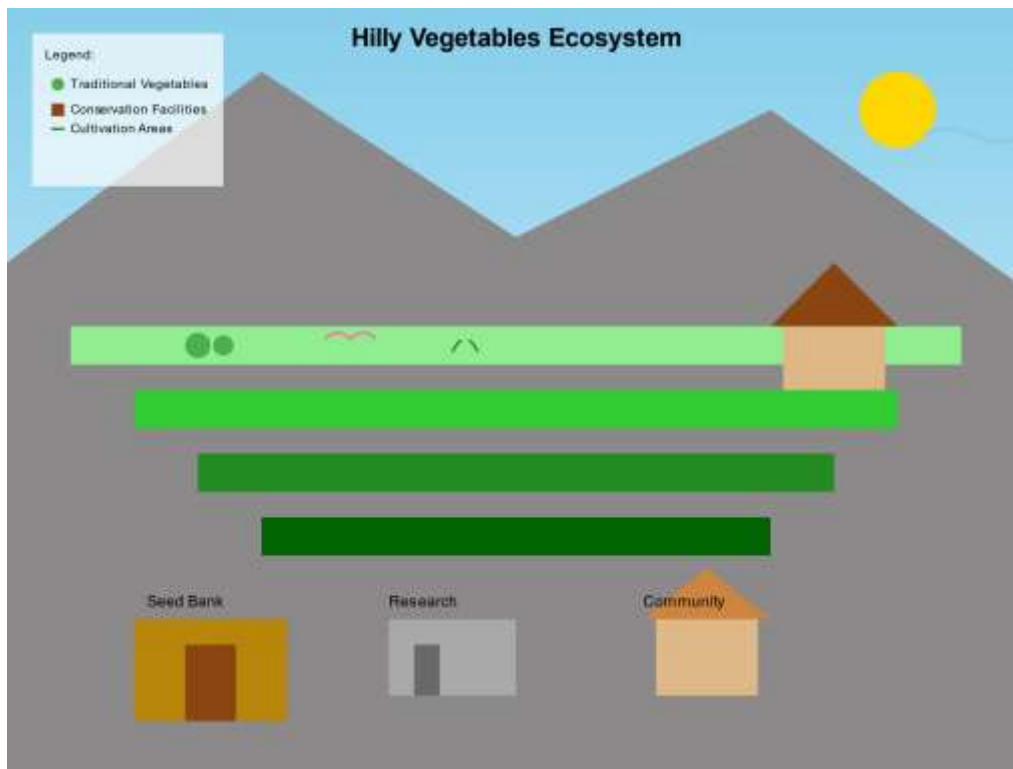 Hilly Vegetables Ecosystem
Legend:
Traditional Vegetables
Conservation Facilities
Cultivation Areas
Seed Bank
Research
Community